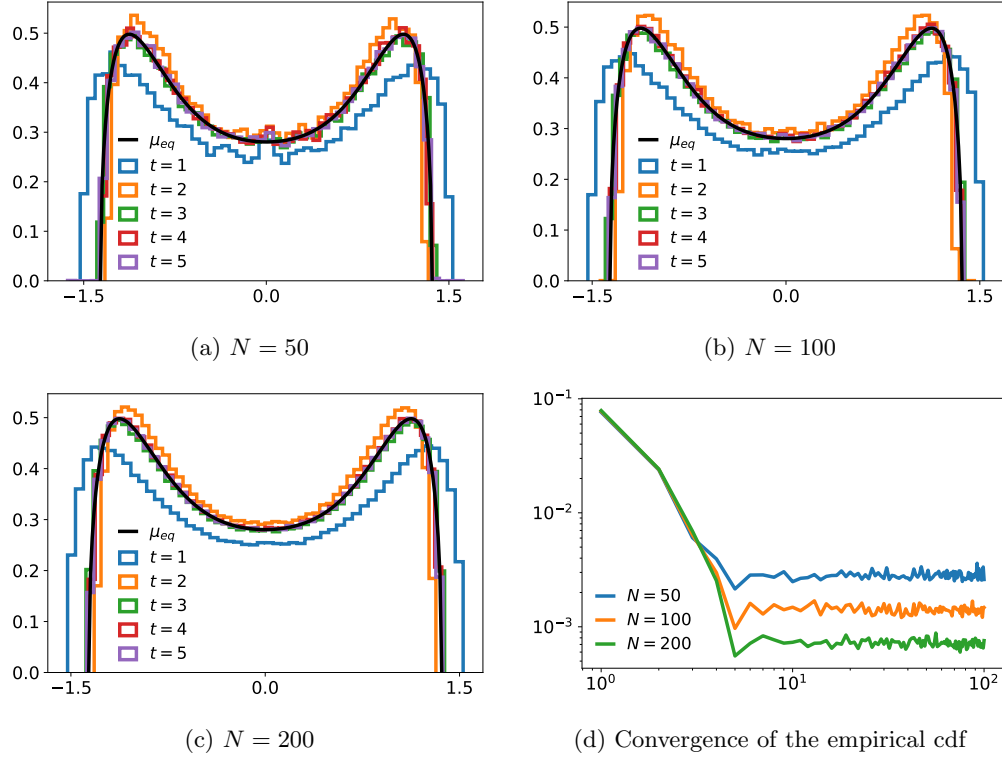 0.5
0.4
0.3
0.2
0.1
0.0
−1.5 0.0 1.5
μeq
t = 1
t = 2
t = 3
t = 4
t = 5
(a) N = 50
0.5
0.4
0.3
0.2
0.1
0.0
−1.5 0.0 1.5
μeq
t = 1
t = 2
t = 3
t = 4
t = 5
(b) N = 100
0.5
0.4
0.3
0.2
0.1
0.0
−1.5 0.0 1.5
μeq
t = 1
t = 2
t = 3
t = 4
t = 5
(c) N = 200
10⁻¹
10⁻²
10⁻³
10⁰ 10¹ 10²
N = 50
N = 100
N = 200
(d) Convergence of the empirical cdf